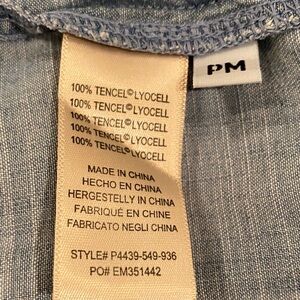 PM
100% TENCEL©LYOCELL
100% TENCEL©LYOCELL
100% TENCEL©LYOCELL
100% TENCEL©LYOCELL
100% TENCEL©LYOCELL
MADE IN CHINA
HECHO EN CHINA
HERGESTELLY IN CHINA
FABRIQUÉ EN CHINE
FABRICATO NEGLI CHINA
STYLE# P4439-549-936
PO# EM351442